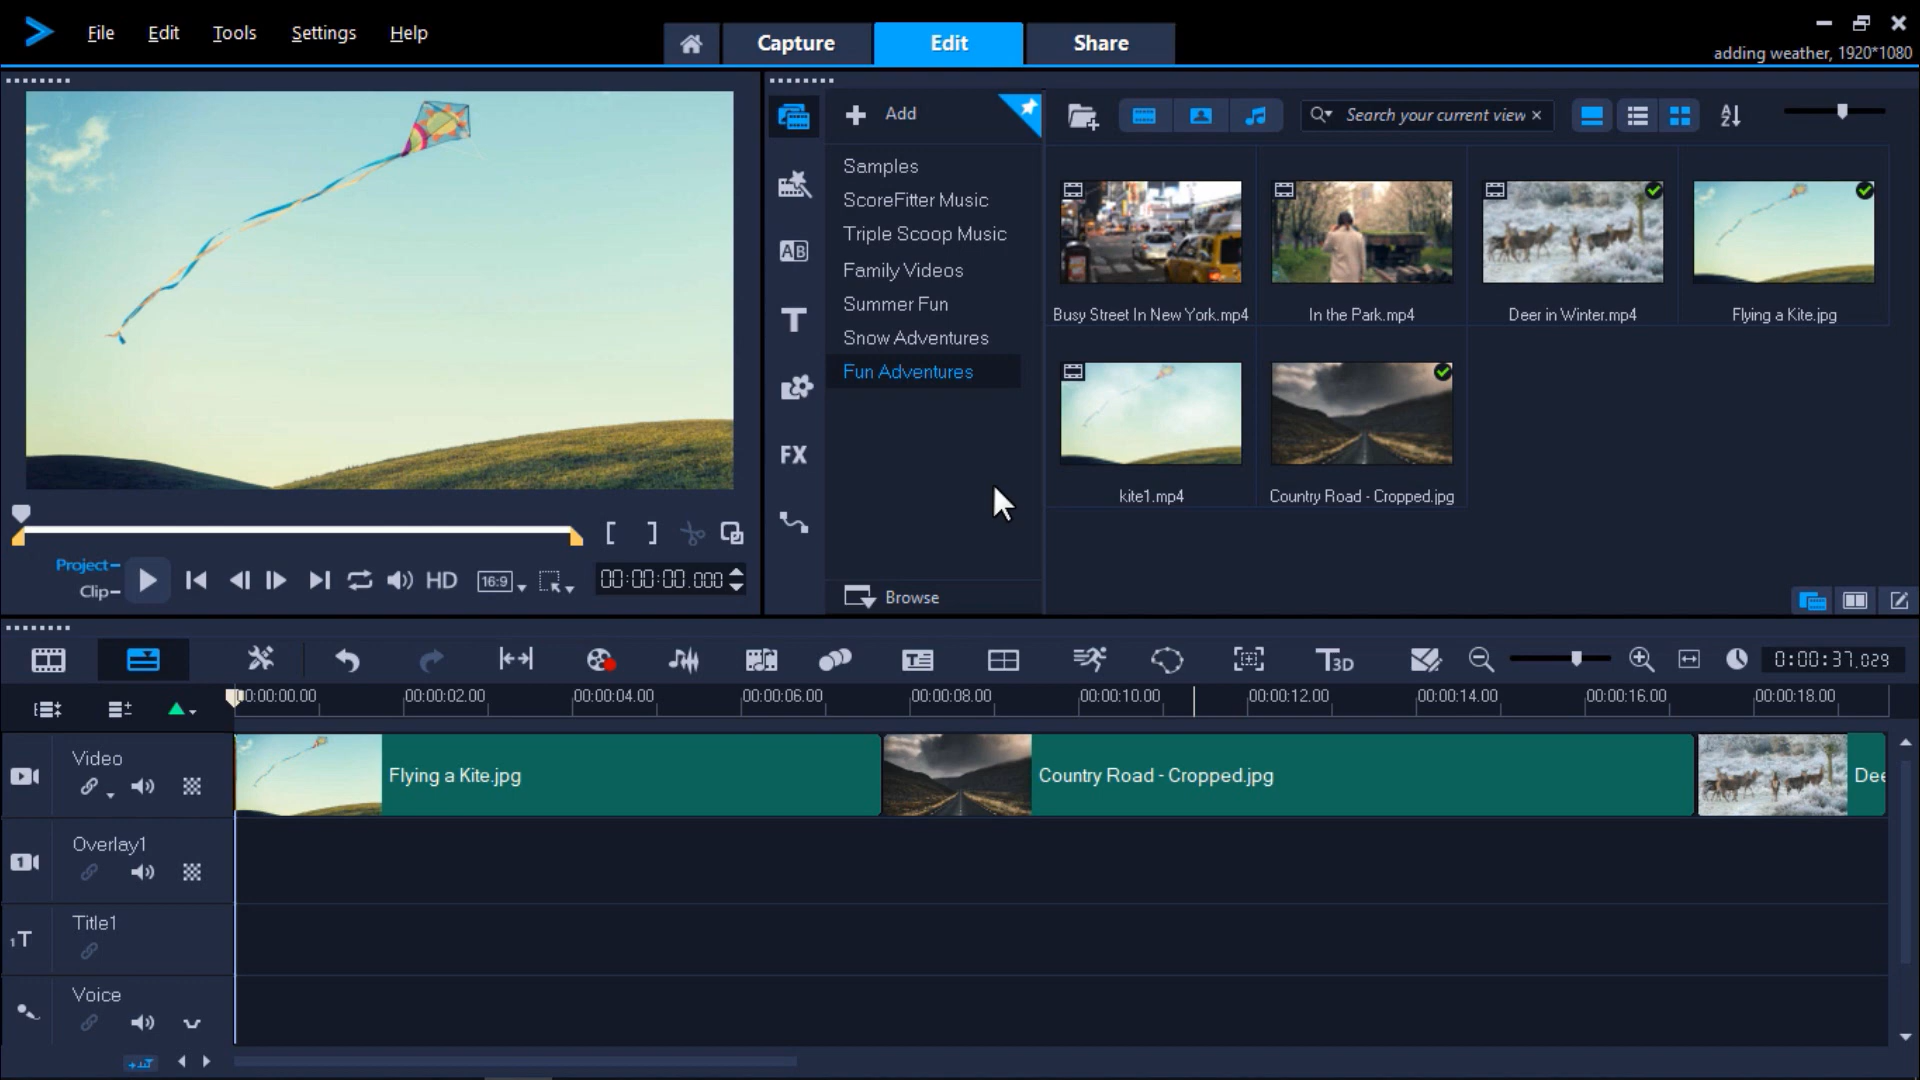 File Edit Tools Settings Help
Capture Edit Share
adding weather, 1920*1080
Add
Search your current view ×
Samples
ScoreFitter Music
Triple Scoop Music
Family Videos
Summer Fun
Snow Adventures
Fun Adventures
Browse
AB
T
FX
Busy Street In New York.mp4
In the Park.mp4
Deer in Winter.mp4
Flying a Kite.jpg
kite1.mp4
Country Road - Cropped.jpg
Project-
Clip-
HD
16:9
00:00:00.000
T3D
0:00:37.029
00:00:00.00 00:00:02.00 00:00:04.00 00:00:06.00 00:00:08.00 00:00:10.00 00:00:12.00 00:00:14.00 00:00:16.00 00:00:18.00
Video
Flying a Kite.jpg
Country Road - Cropped.jpg
Dee
Overlay1
1
Title1
1T
Voice